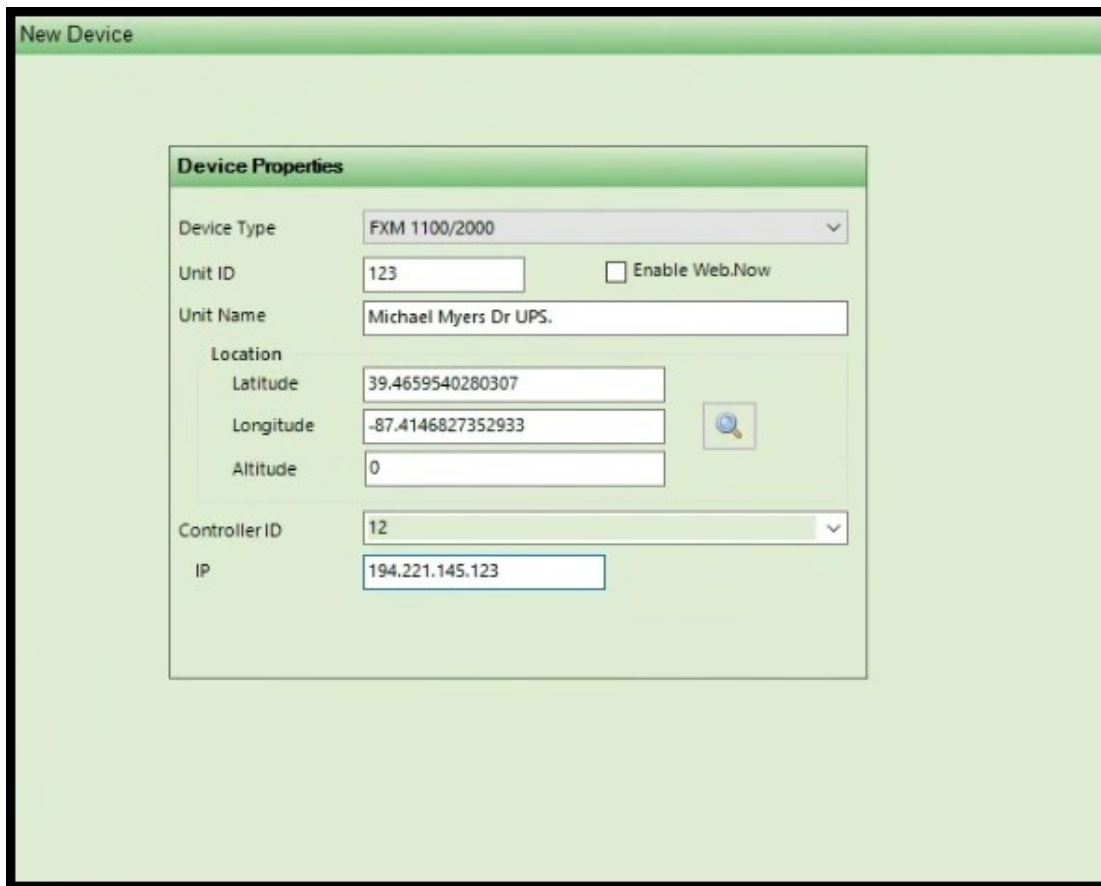 New Device
Device Properties
Device Type FXM 1100/2000
Unit ID 123 Enable Web.Now
Unit Name Michael Myers Dr UPS.
Location
Latitude 39.4659540280307
Longitude -87.4146827352933
Altitude 0
Controller ID 12
IP 194.221.145.123